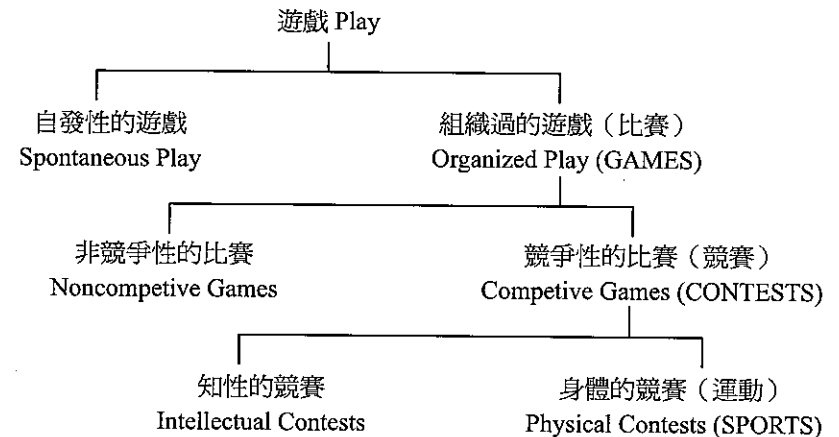 遊戲 Play
自發性的遊戲
Spontaneous Play
組織過的遊戲（比賽）
Organized Play (GAMES)
非競爭性的比賽
Noncompetive Games
競爭性的比賽（競賽）
Competive Games (CONTESTS)
知性的競賽
Intellectual Contests
身體的競賽（運動）
Physical Contests (SPORTS)